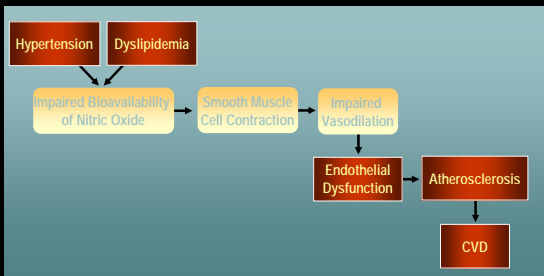 Hypertension
Dyslipidemia
Impaired Bioavailability
of Nitric Oxide
Smooth Muscle
Cell Contraction
Impaired
Vasodilation
Endothelial
Dysfunction
Atherosclerosis
CVD